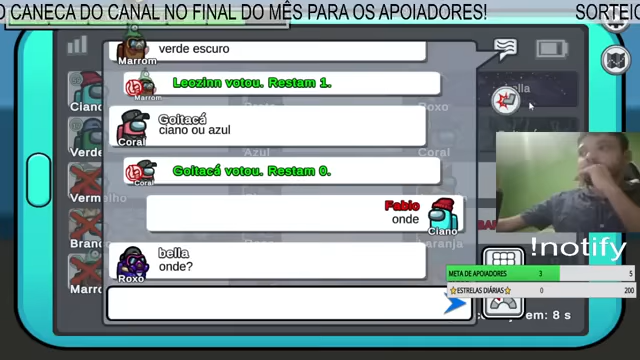 O CANECA DO CANAL NO FINAL DO MÊS PARA OS APOIADORES! SORTEIO
verde escuro
Marrom
Leozinn votou. Restam 1.
Marrom
Goitacá
ciano ou azul
Coral
Goitacá votou. Restam 0.
Coral
Fabio
onde
Ciano
bella
onde?
Roxo
Ciano
Roxo
Verde
Azul
Coral
Vermelho
Branco
Laranja
Marro
!notify
META DE APOIADORES 3 5
⭐ESTRELAS DIÁRIAS⭐ 0 200
em: 8 s